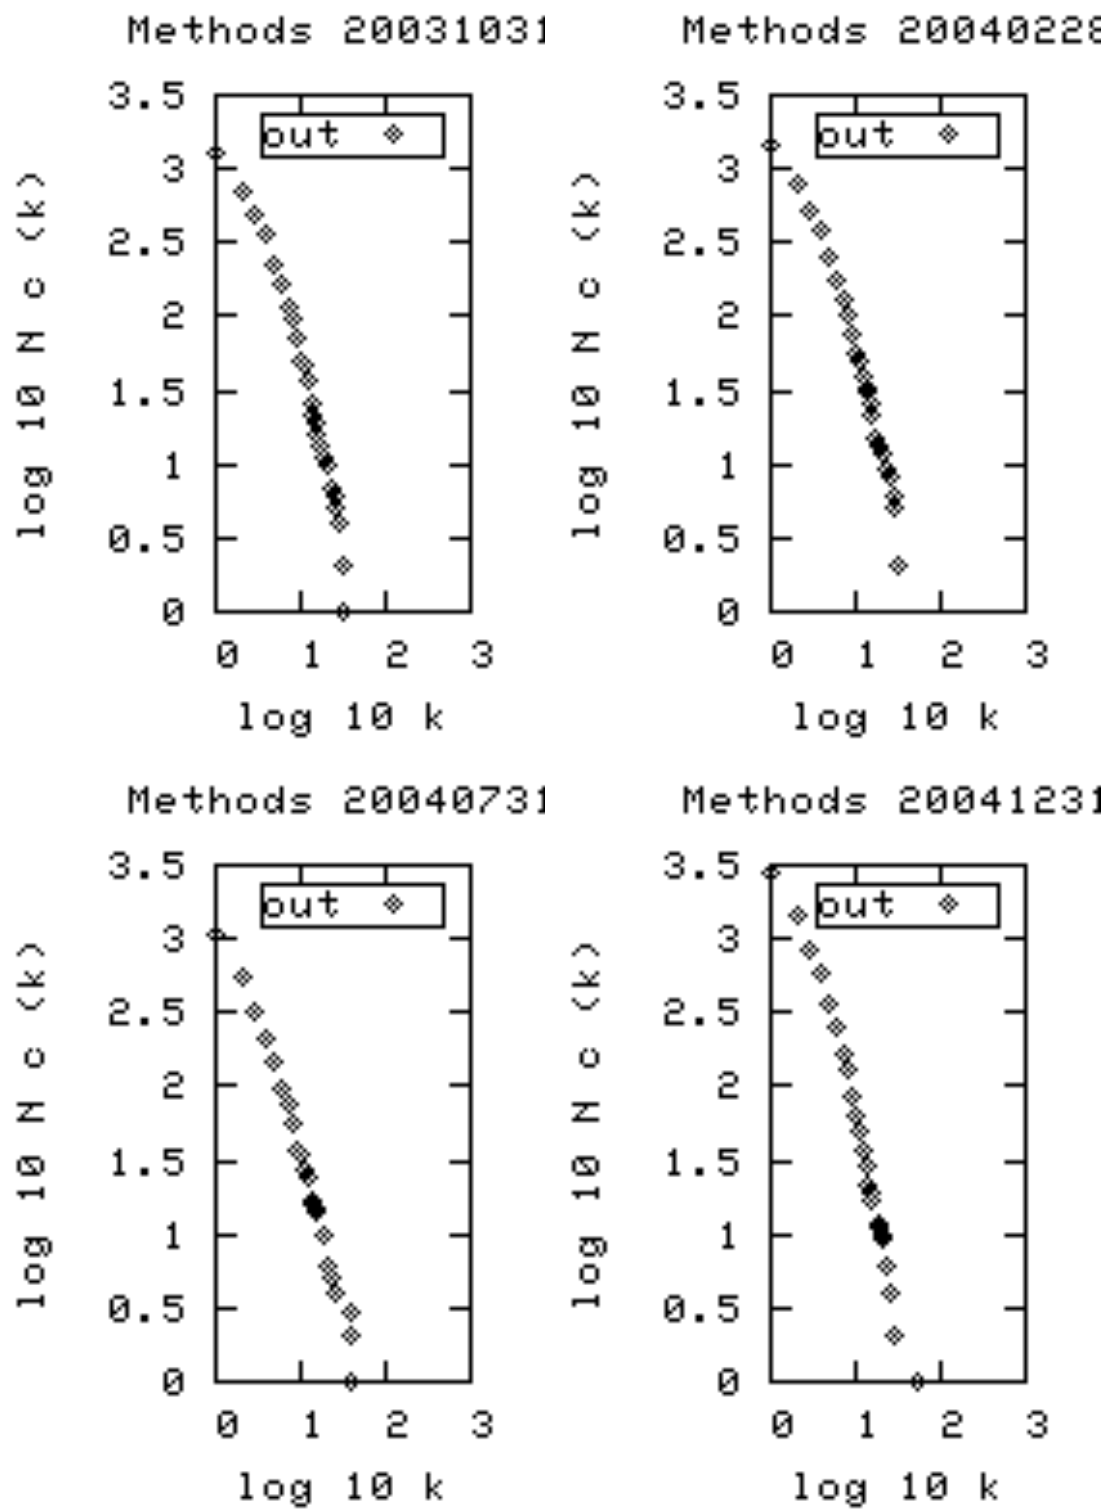 Methods 20031031
3.5
3
2.5
2
1.5
1
0.5
0
out
log 10 N c (k)
0 1 2 3
log 10 k
Methods 20040228
3.5
3
2.5
2
1.5
1
0.5
0
out
log 10 N c (k)
0 1 2 3
log 10 k
Methods 20040731
3.5
3
2.5
2
1.5
1
0.5
0
out
log 10 N c (k)
0 1 2 3
log 10 k
Methods 20041231
3.5
3
2.5
2
1.5
1
0.5
0
out
log 10 N c (k)
0 1 2 3
log 10 k